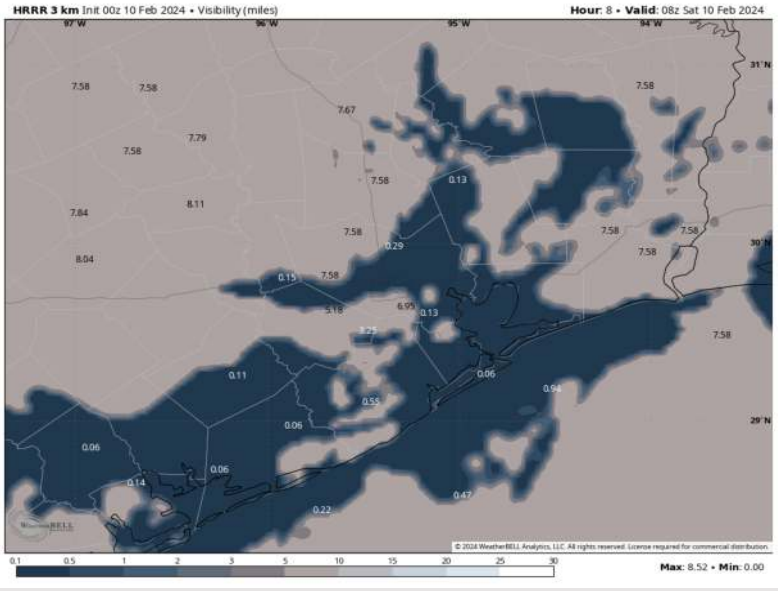 HRRR 3 km Init 00z 10 Feb 2024 • Visibility (miles) Hour: 8 • Valid: 08z Sat 10 Feb 2024
97°W 96°W 95°W 94°W
31°N
7.58 7.58 7.58
7.67
7.79
7.58
7.58 0.13
8.11
7.84
7.58 7.58 7.58
30°N
0.29
7.58
8.04
0.15 7.58
5.18 6.95 0.13
3.25 7.58
0.11 0.06
0.94
0.55
0.06 29°N
0.06
0.06
0.14
0.47
0.22
WeatherBELL
© 2024 WeatherBELL Analytics, LLC. All rights reserved. License required for commercial distribution.
0.1 0.5 1 2 3 5 10 15 20 25 30
Max: 8.52 • Min: 0.00